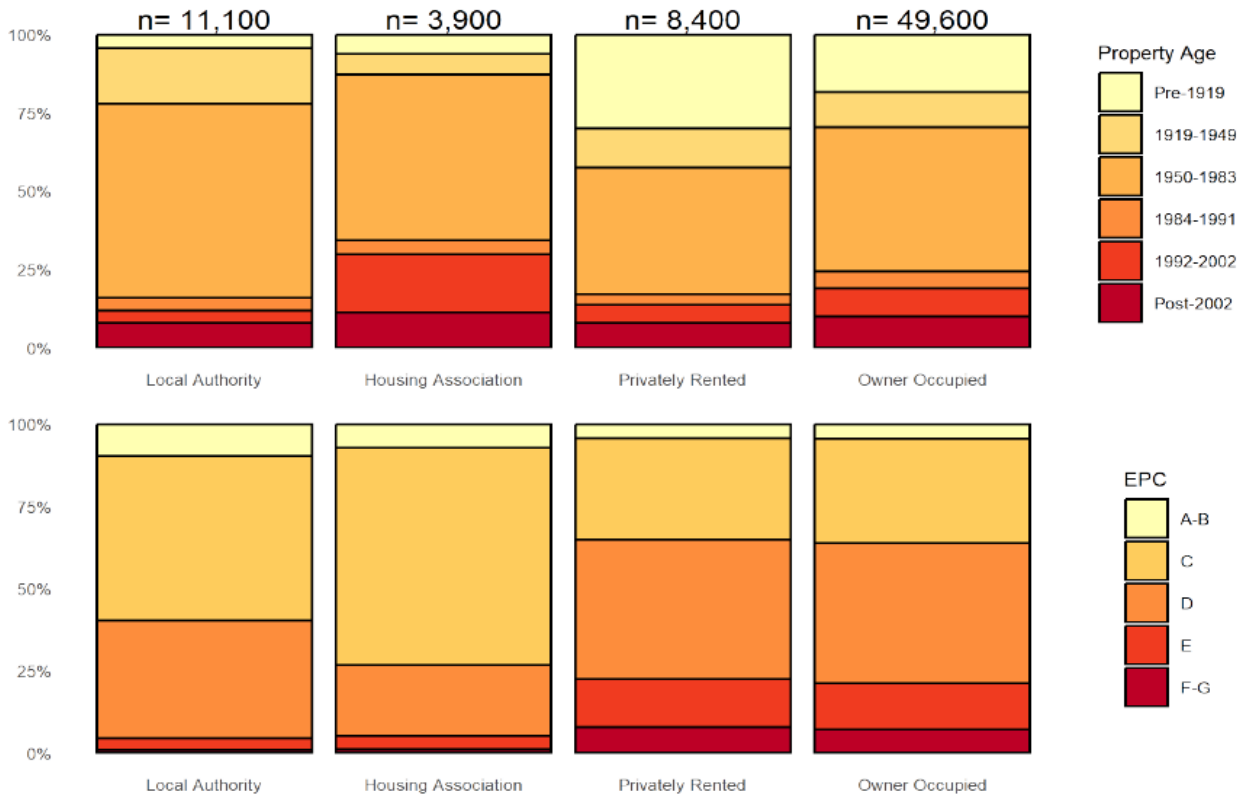 n= 11,100 n= 3,900 n= 8,400 n= 49,600
100%
75%
50%
25%
0%
Local Authority Housing Association Privately Rented Owner Occupied
Property Age
Pre-1919
1919-1949
1950-1983
1984-1991
1992-2002
Post-2002
100%
75%
50%
25%
0%
Local Authority Housing Association Privately Rented Owner Occupied
EPC
A-B
C
D
E
F-G